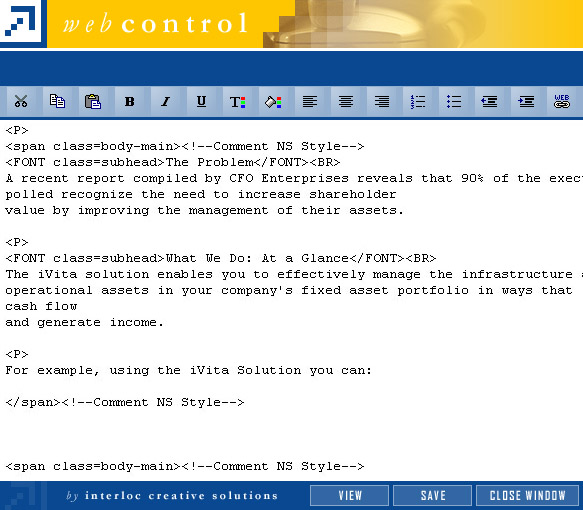 web control
B I U T WEB
<P>
<span class=body-main><!--Comment NS Style-->
<FONT class=subhead>The Problem</FONT><BR>
A recent report compiled by CFO Enterprises reveals that 90% of the exec
polled recognize the need to increase shareholder
value by improving the management of their assets.
<P>
<FONT class=subhead>What We Do: At a Glance</FONT><BR>
The iVita solution enables you to effectively manage the infrastructure
operational assets in your company's fixed asset portfolio in ways that
cash flow
and generate income.
<P>
For example, using the iVita Solution you can:
</span><!--Comment NS Style-->
<span class=body-main><!--Comment NS Style-->
by interloc creative solutions VIEW SAVE CLOSE WINDOW